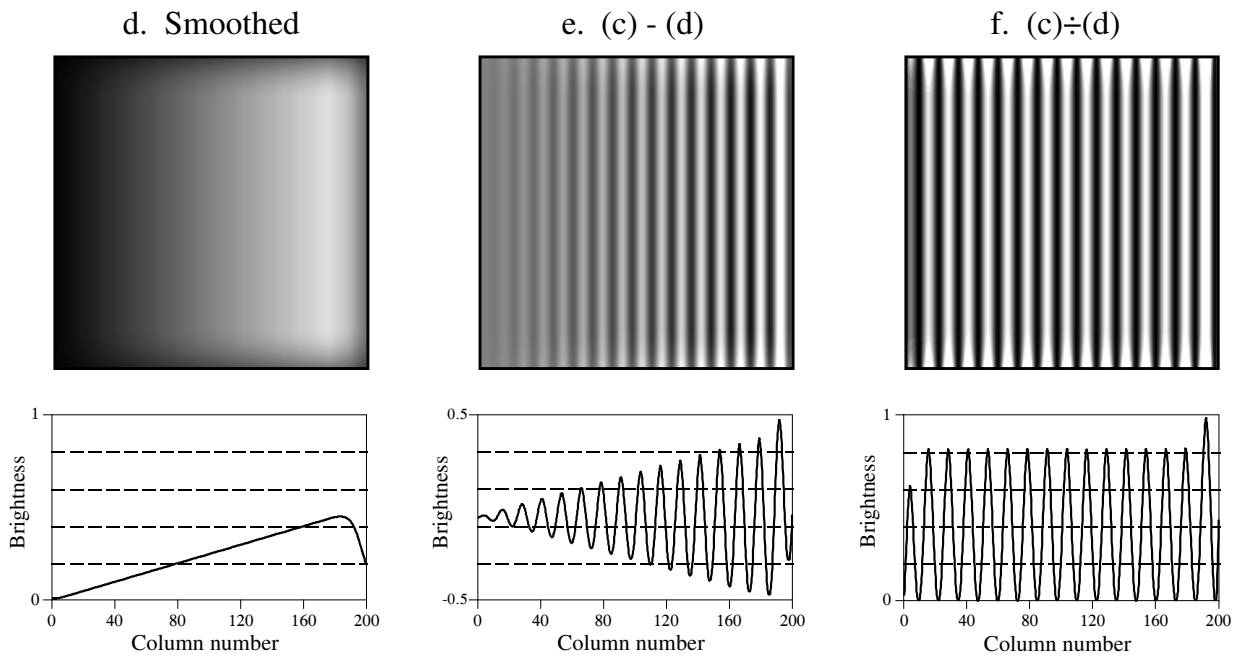 d. Smoothed
e. (c) - (d)
f. (c)÷(d)
1
0
Brightness
0 40 80 120 160 200
Column number
0.5
0
-0.5
Brightness
0 40 80 120 160 200
Column number
1
0
Brightness
0 40 80 120 160 200
Column number